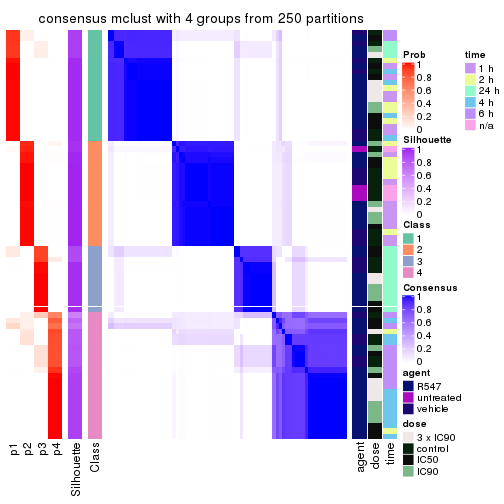 consensus mclust with 4 groups from 250 partitions
Prob
1
0.8
0.6
0.4
0.2
0
time
1 h
2 h
24 h
4 h
6 h
n/a
Silhouette
1
0.8
0.6
0.4
0.2
0
Class
1
2
3
4
Consensus
1
0.8
0.6
0.4
0.2
0
agent
R547
untreated
vehicle
dose
3 x IC90
control
IC50
IC90
p1
p2
p3
p4
Silhouette
Class
agent
dose
time